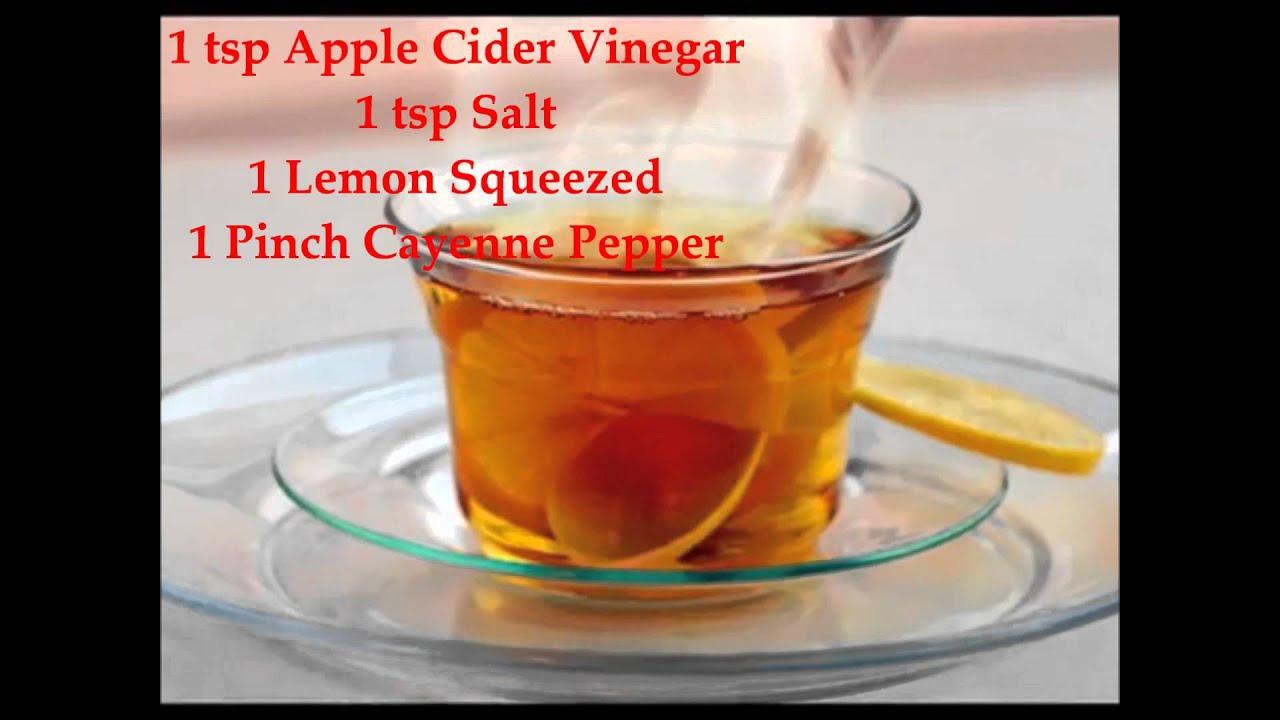 1 tsp Apple Cider Vinegar
1 tsp Salt
1 Lemon Squeezed
1 Pinch Cayenne Pepper